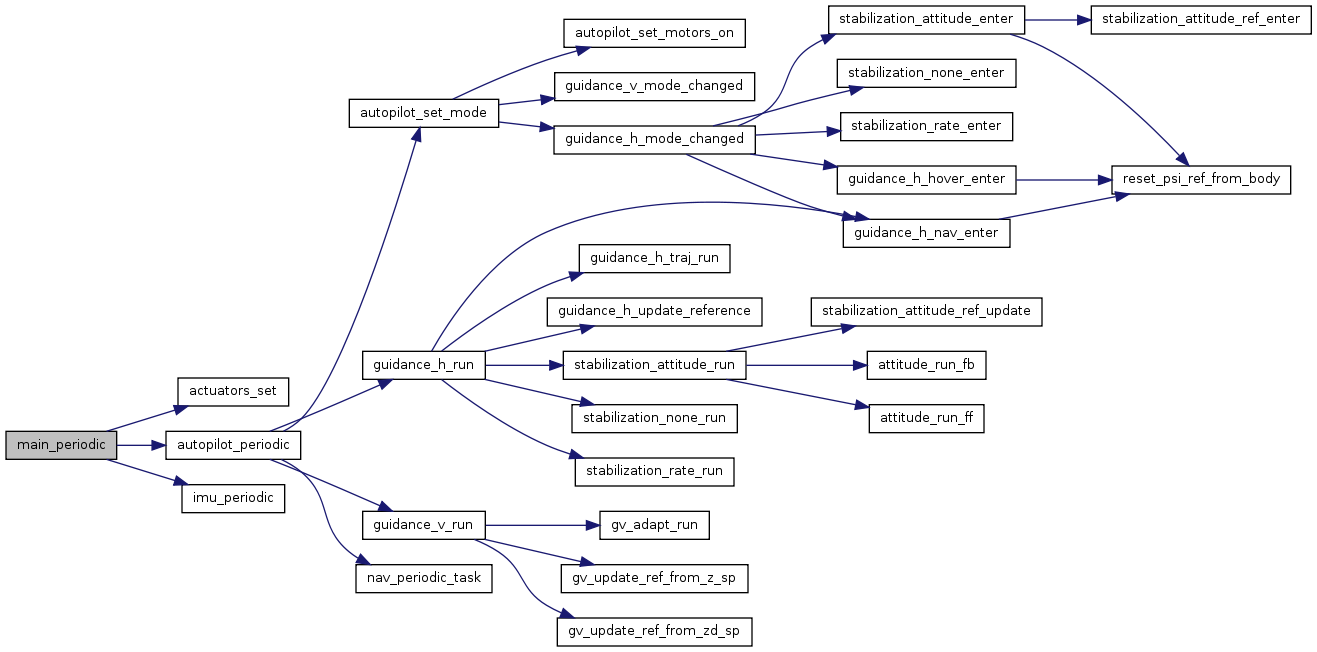 main_periodic
actuators_set
autopilot_periodic
imu_periodic
autopilot_set_mode
guidance_h_run
guidance_v_run
nav_periodic_task
autopilot_set_motors_on
guidance_v_mode_changed
guidance_h_mode_changed
guidance_h_traj_run
guidance_h_update_reference
stabilization_attitude_run
stabilization_none_run
stabilization_rate_run
gv_adapt_run
gv_update_ref_from_z_sp
gv_update_ref_from_zd_sp
stabilization_attitude_enter
stabilization_none_enter
stabilization_rate_enter
guidance_h_hover_enter
guidance_h_nav_enter
stabilization_attitude_ref_update
attitude_run_fb
attitude_run_ff
stabilization_attitude_ref_enter
reset_psi_ref_from_body